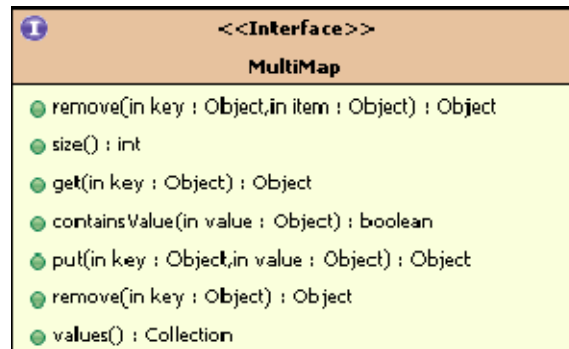 I
<<Interface>>
MultiMap
remove(in key : Object,in item : Object) : Object
size() : int
get(in key : Object) : Object
containsValue(in value : Object) : boolean
put(in key : Object,in value : Object) : Object
remove(in key : Object) : Object
values() : Collection